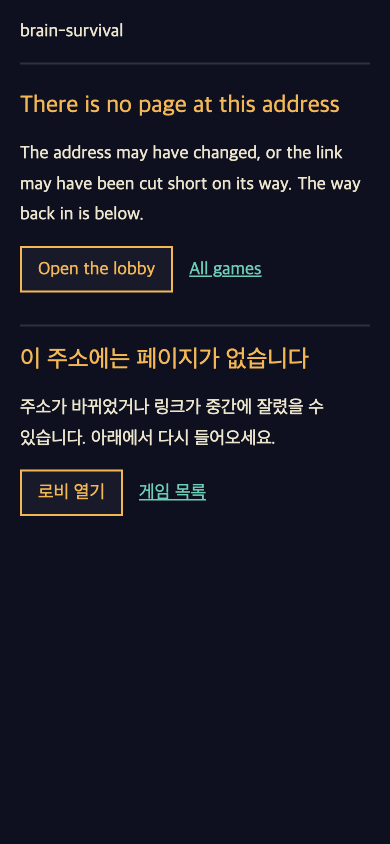 brain-survival
There is no page at this address
The address may have changed, or the link
may have been cut short on its way. The way
back in is below.
Open the lobby
All games
이 주소에는 페이지가 없습니다
주소가 바뀌었거나 링크가 중간에 잘렸을 수
있습니다. 아래에서 다시 들어오세요.
로비 열기
게임 목록